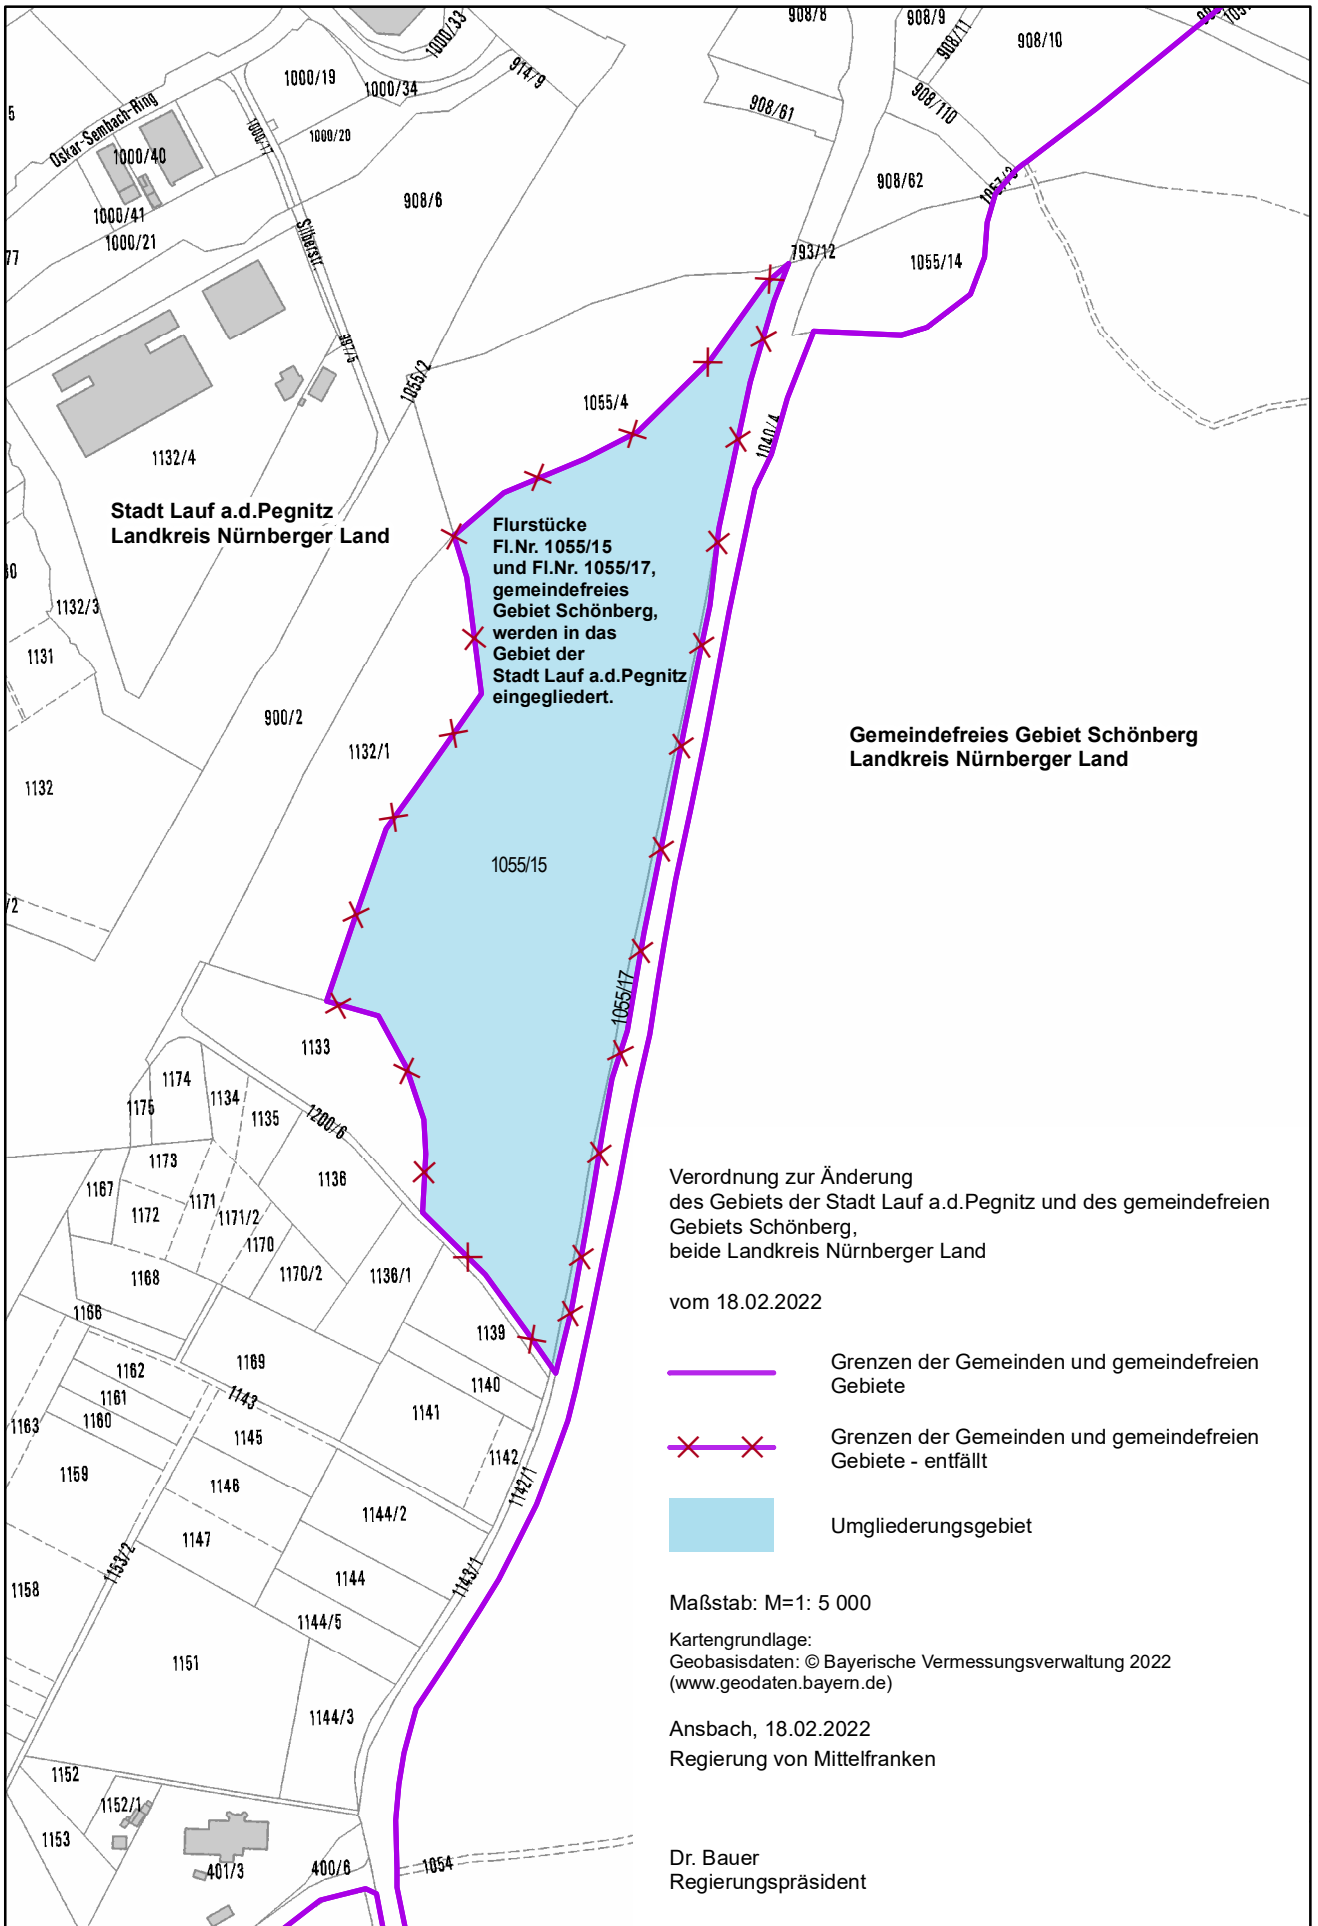 908/8
908/9
908/11
908/10
1000/33
914/9
1000/19
1000/34
908/61
908/110
5
Oskar-Sembach-Ring
1000/17
1000/20
1000/40
908/62
1057/3
908/6
1000/41
1000/21
Silberstr.
77
793/12
1055/14
997/5
1055/2
1055/4
1040/4
1132/4
Stadt Lauf a.d.Pegnitz
Landkreis Nürnberger Land
Flurstücke
Fl.Nr. 1055/15
und Fl.Nr. 1055/17,
gemeindefreies
Gebiet Schönberg,
werden in das
Gebiet der
Stadt Lauf a.d.Pegnitz
eingegliedert.
1132/3
1131
900/2
1132/1
Gemeindefreies Gebiet Schönberg
Landkreis Nürnberger Land
1132
1055/15
/2
1055/17
1133
1174
1134
1175
1135
1200/6
1173
1136
1167
1171
1172
1171/2
1170
1170/2
1136/1
1168
1166
1139
1162
1169
1140
1161
1143
1160
1163
1141
1145
1142
1159
1146
1142/1
1144/2
1147
1153/2
1144
1143/1
1158
1144/5
1151
1144/3
1152
1152/1
1153
401/3
400/6
1054
Verordnung zur Änderung
des Gebiets der Stadt Lauf a.d.Pegnitz und des gemeindefreien
Gebiets Schönberg,
beide Landkreis Nürnberger Land
vom 18.02.2022
Grenzen der Gemeinden und gemeindefreien
Gebiete
Grenzen der Gemeinden und gemeindefreien
Gebiete - entfällt
Umgliederungsgebiet
Maßstab: M=1: 5 000
Kartengrundlage:
Geobasisdaten: © Bayerische Vermessungsverwaltung 2022
(www.geodaten.bayern.de)
Ansbach, 18.02.2022
Regierung von Mittelfranken
Dr. Bauer
Regierungspräsident